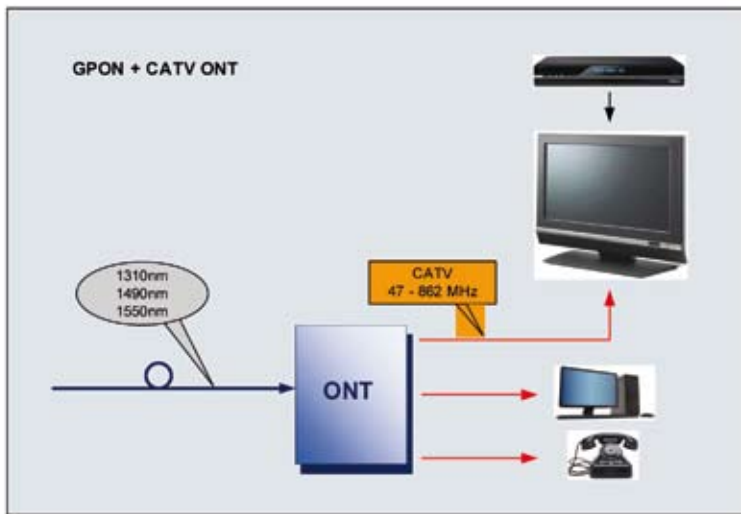 GPON + CATV ONT
1310nm
1490nm
1550nm
CATV
47 - 862 MHz
ONT